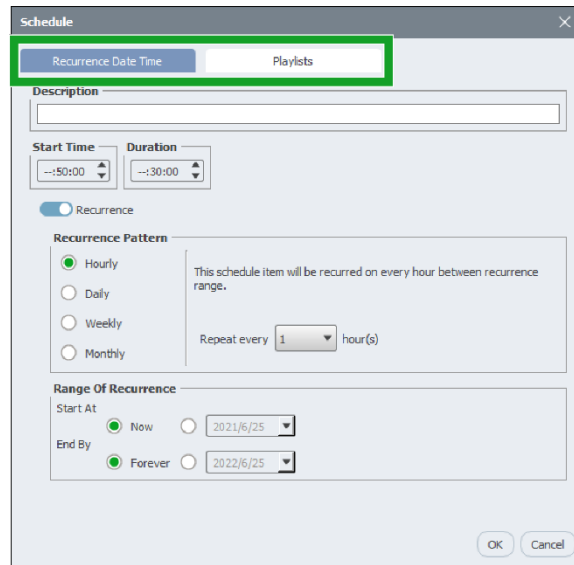 Schedule
Recurrence Date Time
Playlists
Description
Start Time
Duration
--:50:00
--:30:00
Recurrence
Recurrence Pattern
Hourly
Daily
Weekly
Monthly
This schedule item will be recurred on every hour between recurrence
range.
Repeat every 1 hour(s)
Range Of Recurrence
Start At
Now 2021/6/25
End By
Forever 2022/6/25
OK
Cancel